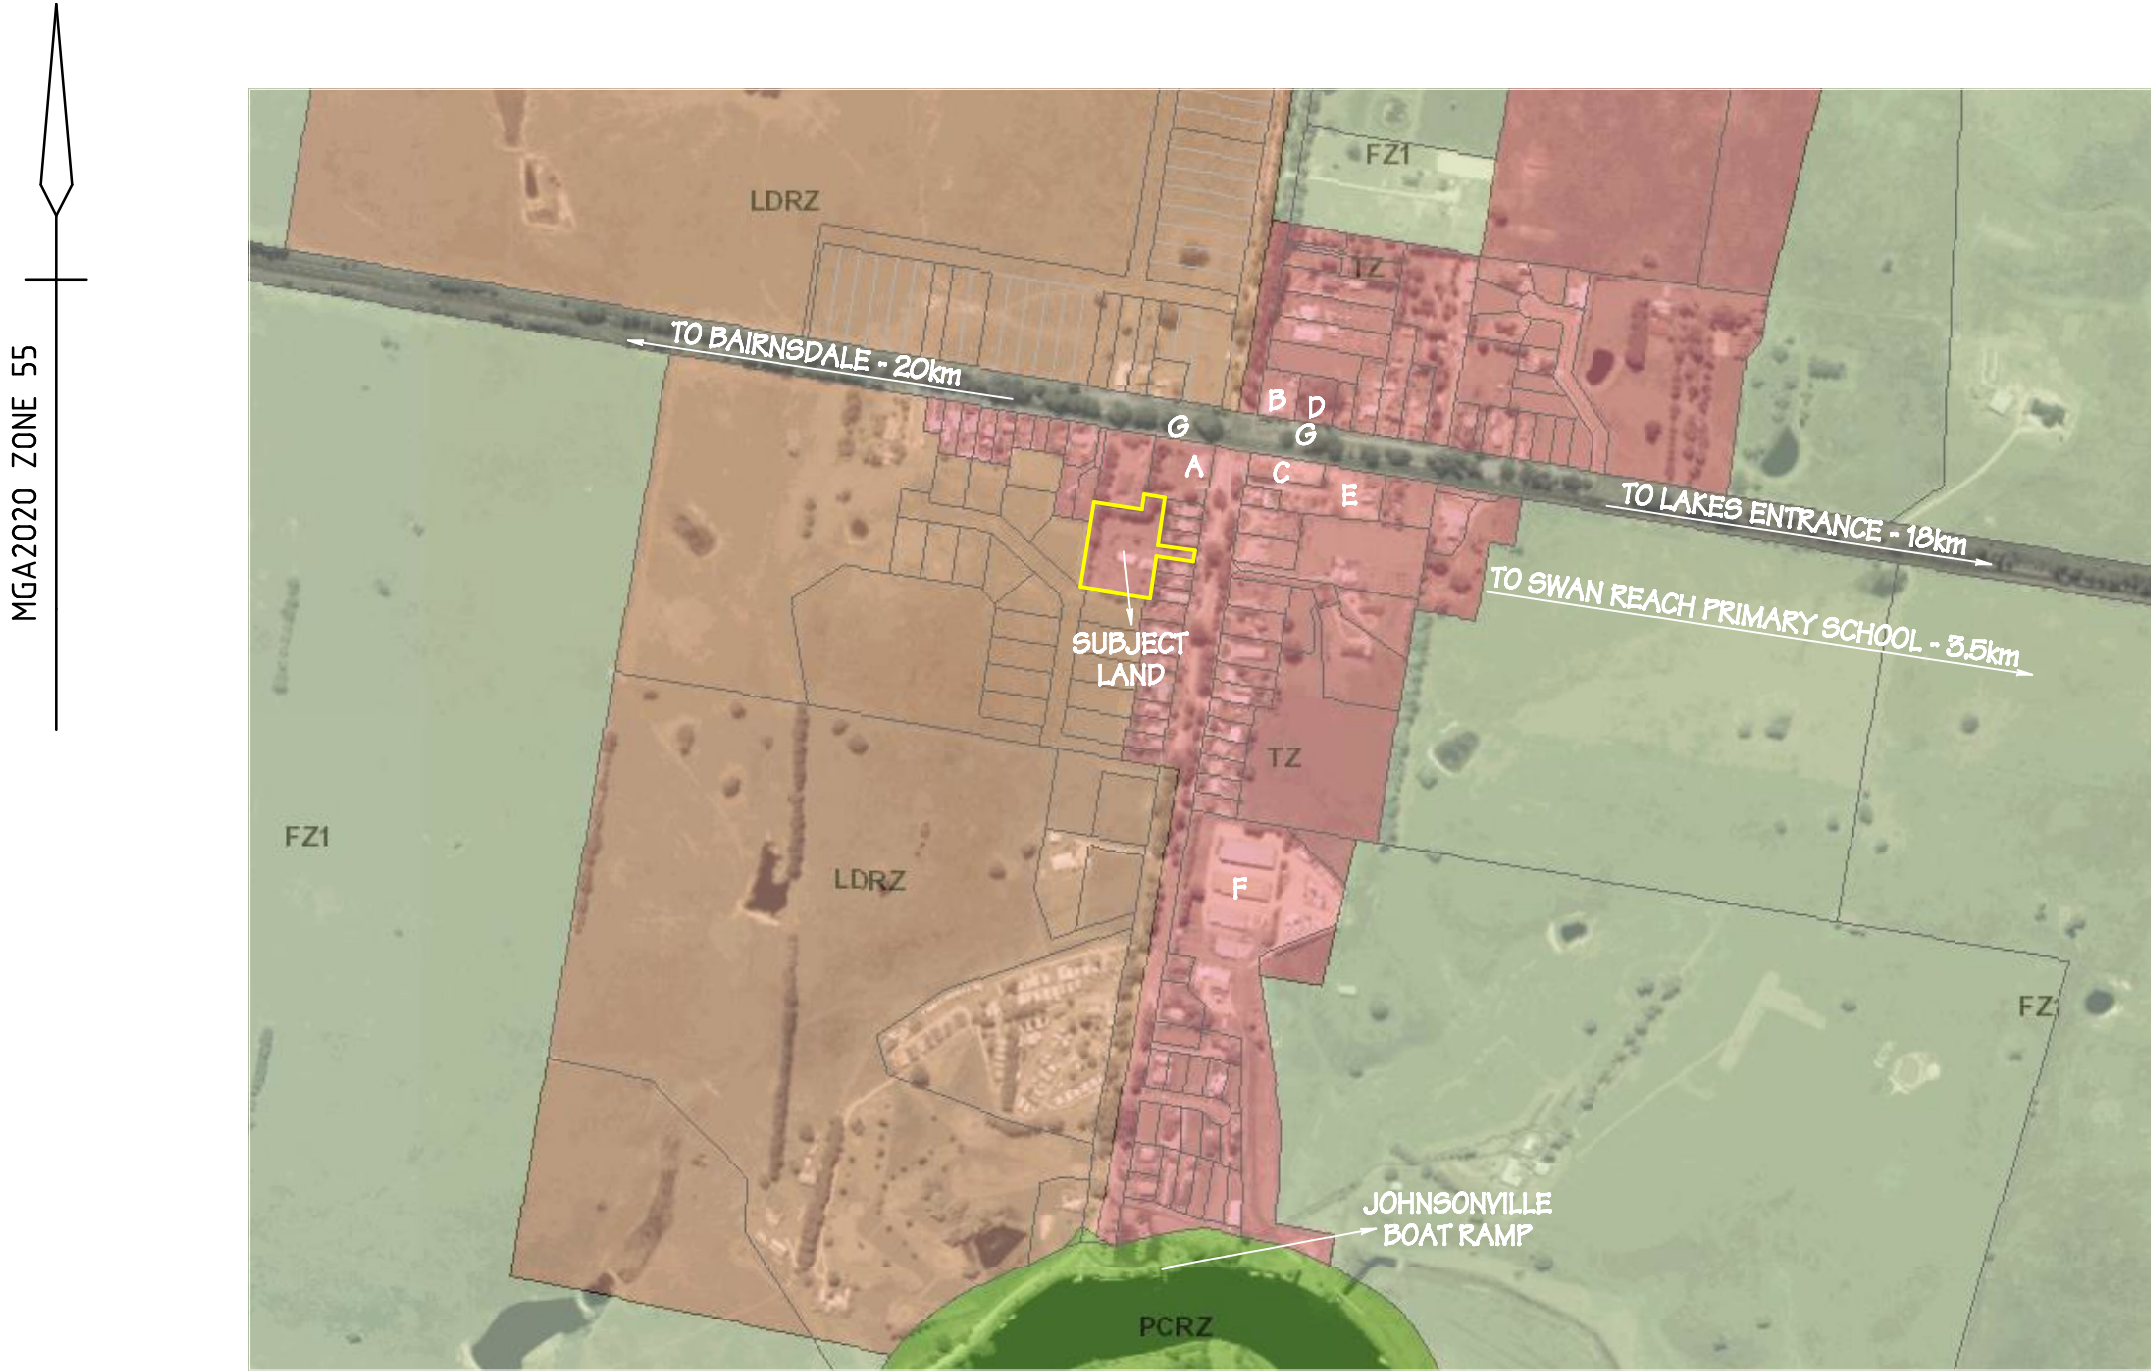 MGA2020 ZONE 55
FZ1
LDRZ
TZ
TO BAIRNSDALE - 20km
B
D
G
G
A
C
E
TO LAKES ENTRANCE - 18km
TO SWAN REACH PRIMARY SCHOOL - 3.5km
SUBJECT
LAND
TZ
FZ1
LDRZ
F
FZ
JOHNSONVILLE
BOAT RAMP
PCRZ